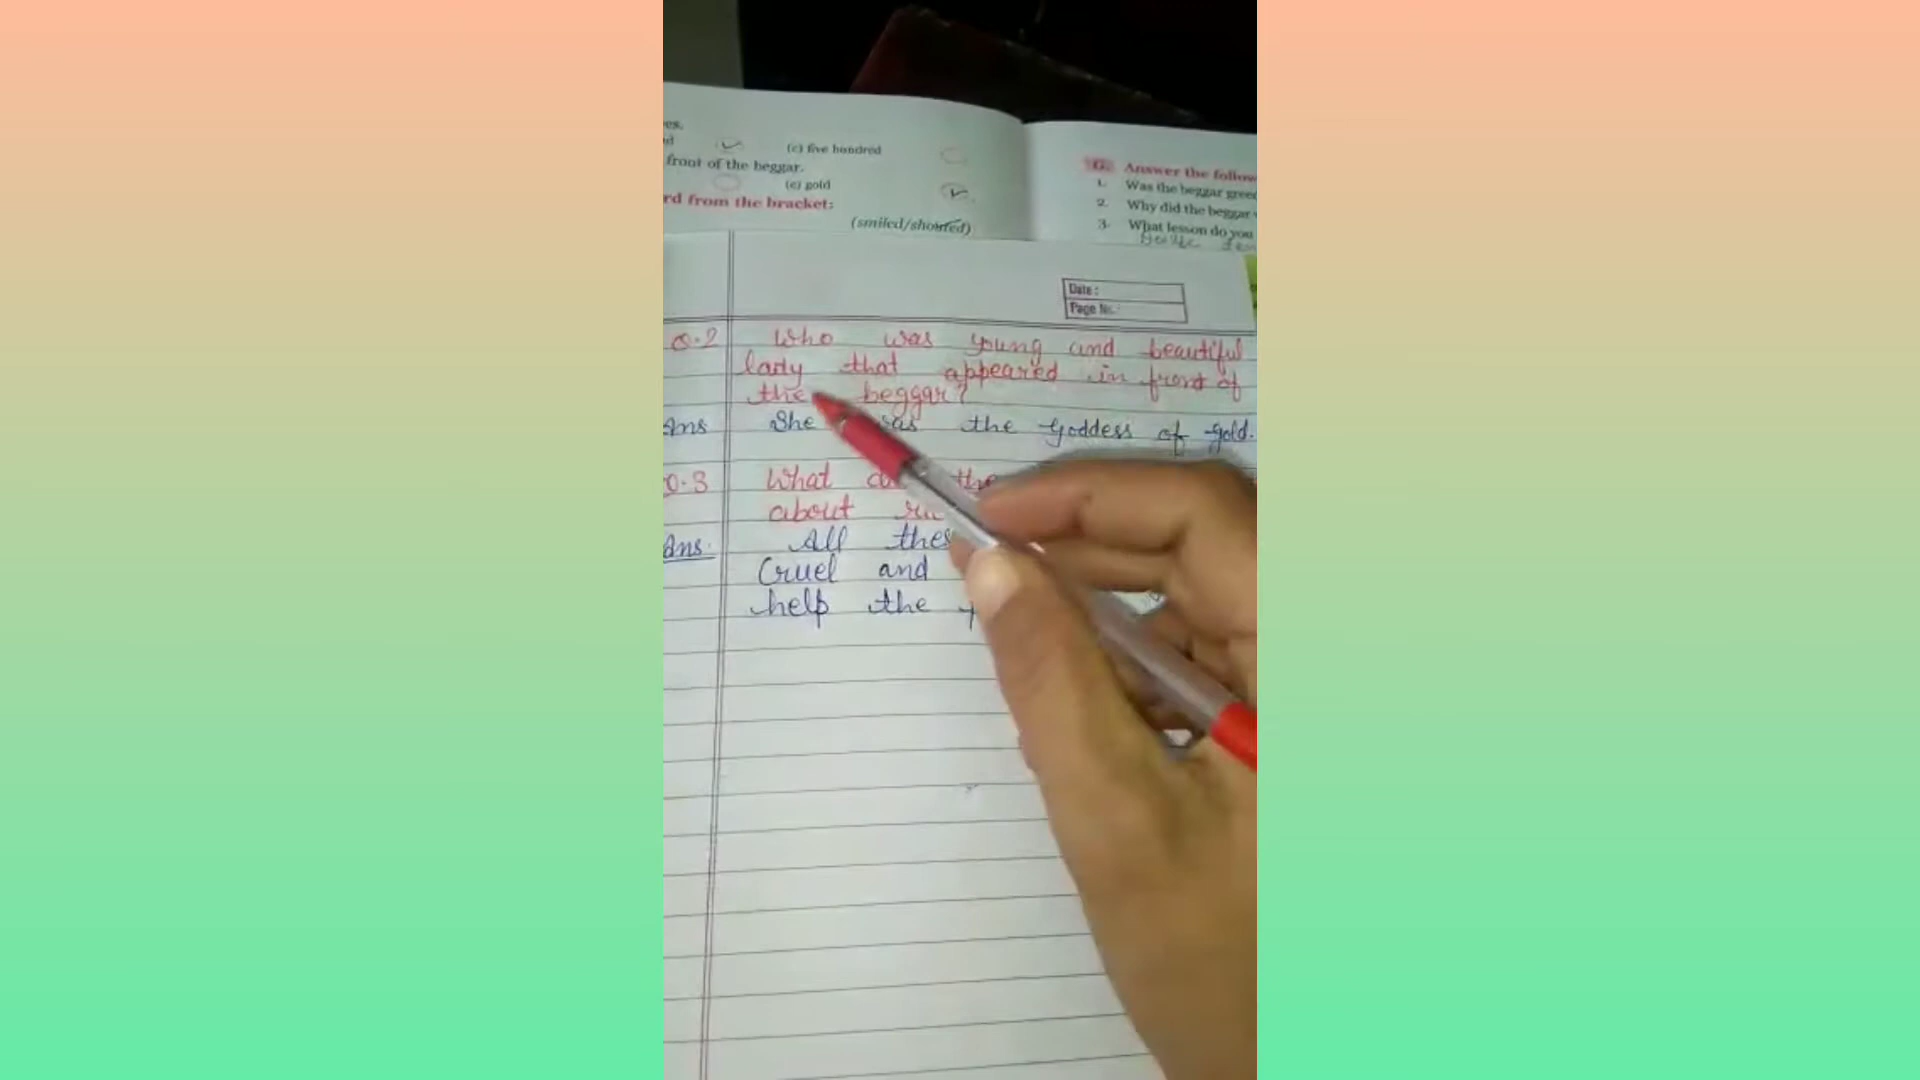 (c) five hundred
front of the beggar.
(c) gold
rd from the bracket:
(smiled/shouted)
G. Answer the follow
1. Was the beggar gree
2. Why did the beggar
3. What lesson do you
Date :
Page No.
Q.2 Who was young and beautiful
lady that appeared in front of
the beggar?
Ans She was the Goddess of gold.
Q.3 What the
about
Ans. All thes
Cruel and
help the